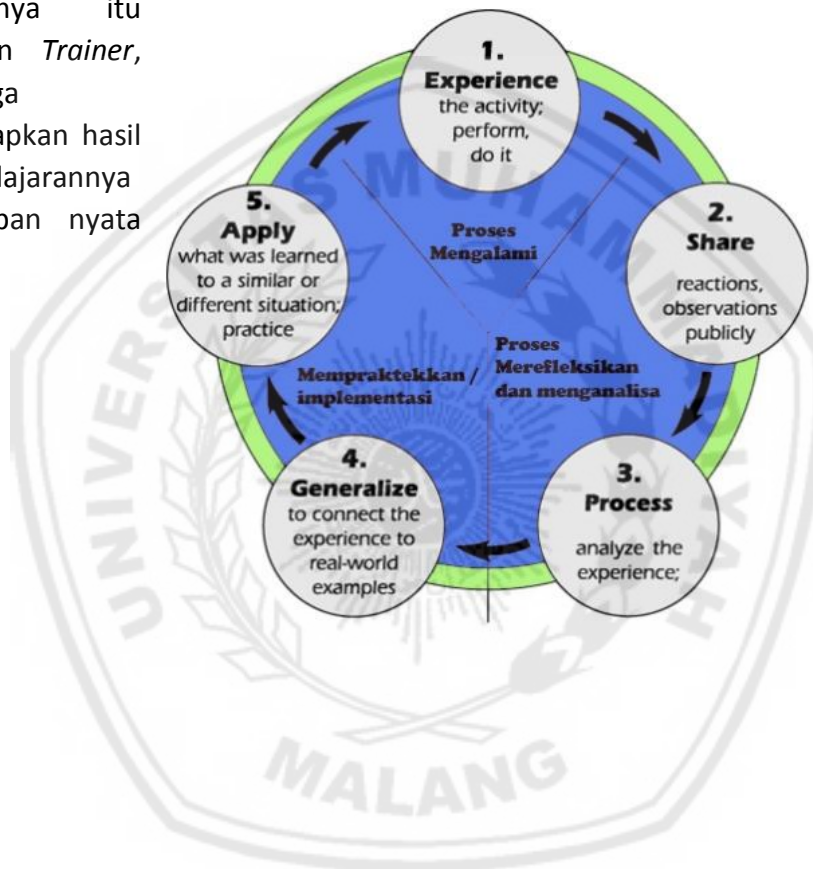 nya itu
n Trainer,
ga
apkan hasil
lajarannya
pan nyata
1.
Experience
the activity;
perform,
do it
2.
Share
reactions,
observations
publicly
3.
Process
analyze the
experience;
4.
Generalize
to connect the
experience to
real-world
examples
5.
Apply
what was learned
to a similar or
different situation;
practice
Proses
Mengalami
Proses
Merefleksikan
dan menganalisa
Mempraktekkan /
implementasi
UNIVERSITAS MUHAMMADIYAH
MALANG